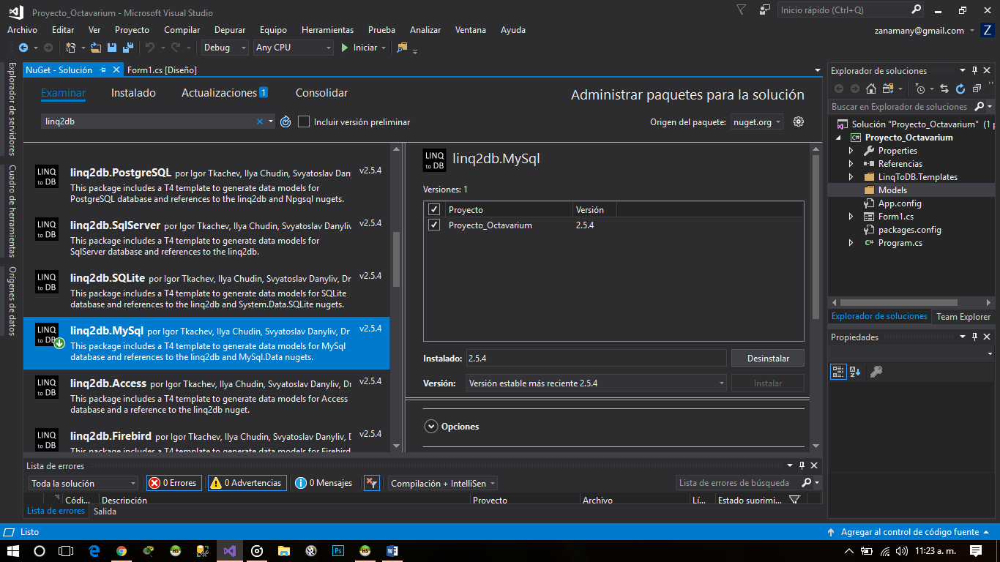 Proyecto_Octavarium - Microsoft Visual Studio
Inicio rápido (Ctrl+Q)
Archivo Editar Ver Proyecto Compilar Depurar Equipo Herramientas Prueba Analizar Ventana Ayuda
zanamany@gmail.com Z
Debug Any CPU Iniciar
Explorador de servidores
Cuadro de herramientas
Orígenes de datos
NuGet - Solución Form1.cs [Diseño]
Examinar Instalado Actualizaciones 1 Consolidar
Administrar paquetes para la solución
linq2db Incluir versión preliminar
Origen del paquete: nuget.org
LINQ to DB
linq2db.PostgreSQL por Igor Tkachev, Ilya Chudin, Svyatoslav Dany v2.5.4
This package includes a T4 template to generate data models for
PostgreSQL database and references to the linq2db and Npgsql nugets.
LINQ to DB
linq2db.SqlServer por Igor Tkachev, Ilya Chudin, Svyatoslav Danyliv v2.5.4
This package includes a T4 template to generate data models for
SqlServer database and references to the linq2db.
LINQ to DB
linq2db.SQLite por Igor Tkachev, Ilya Chudin, Svyatoslav Danyliv, Dr v2.5.4
This package includes a T4 template to generate data models for SQLite
database and references to the linq2db and System.Data.SQLite nugets.
LINQ to DB
linq2db.MySql por Igor Tkachev, Ilya Chudin, Svyatoslav Danyliv, Dr v2.5.4
This package includes a T4 template to generate data models for MySql
database and references to the linq2db and MySql.Data nugets.
LINQ to DB
linq2db.Access por Igor Tkachev, Ilya Chudin, Svyatoslav Danyliv, Dr v2.5.4
This package includes a T4 template to generate data models for Access
database and a reference to the linq2db nuget.
LINQ to DB
linq2db.Firebird por Igor Tkachev, Ilya Chudin, Svyatoslav Danyliv, D v2.5.4
This package includes a T4 template to generate data models for Firebird
LINQ to DB
linq2db.MySql
Versiones: 1
Proyecto Versión
Proyecto_Octavarium 2.5.4
Instalado: 2.5.4 Desinstalar
Versión: Versión estable más reciente 2.5.4 Instalar
Opciones
Explorador de soluciones
Buscar en Explorador de soluciones
Solución "Proyecto_Octavarium" (1 p
C# Proyecto_Octavarium
Properties
Referencias
LinqToDB.Templates
Models
App.config
Form1.cs
packages.config
C# Program.cs
Explorador de soluciones Team Explorer
Propiedades
Lista de errores
Toda la solución 0 Errores 0 Advertencias 0 Mensajes Compilación + IntelliSen
Lista de errores de búsqueda
Códi... Descripción Proyecto Archivo Lí... Estado suprimi...
Lista de errores Salida
Listo
Agregar al control de código fuente
11:23 a. m.